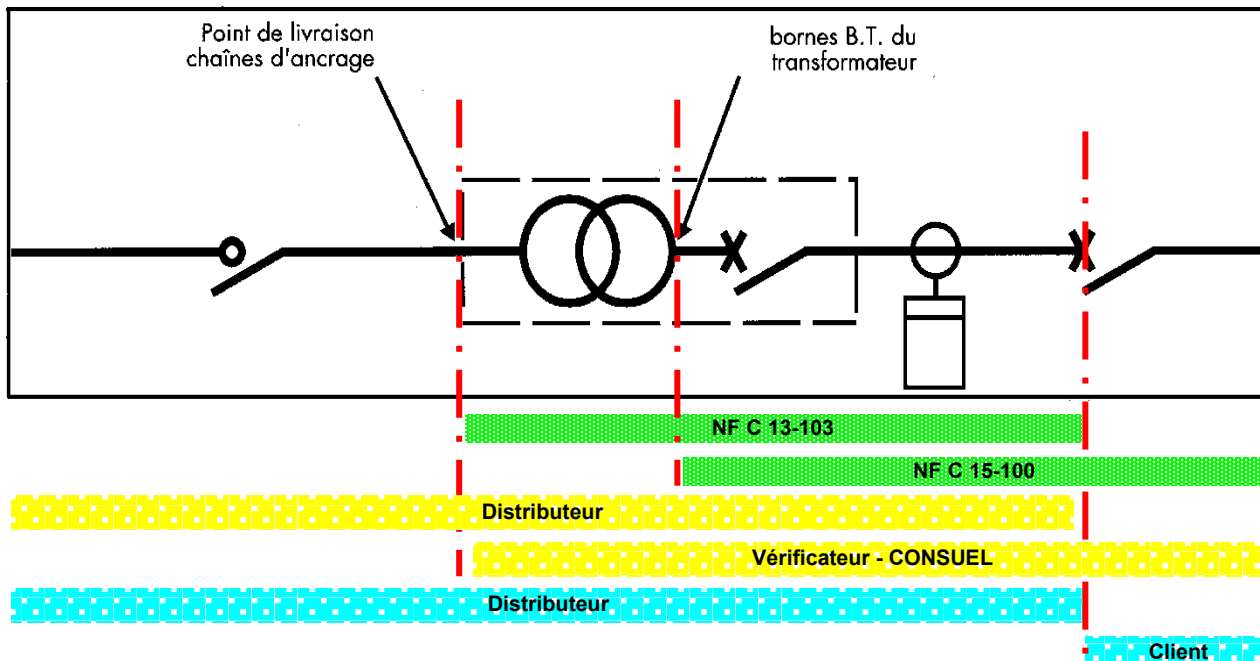 Point de livraison
chaînes d'ancrage
bornes B.T. du
transformateur
NF C 13-103
NF C 15-100
Distributeur
Vérificateur - CONSUEL
Distributeur
Client